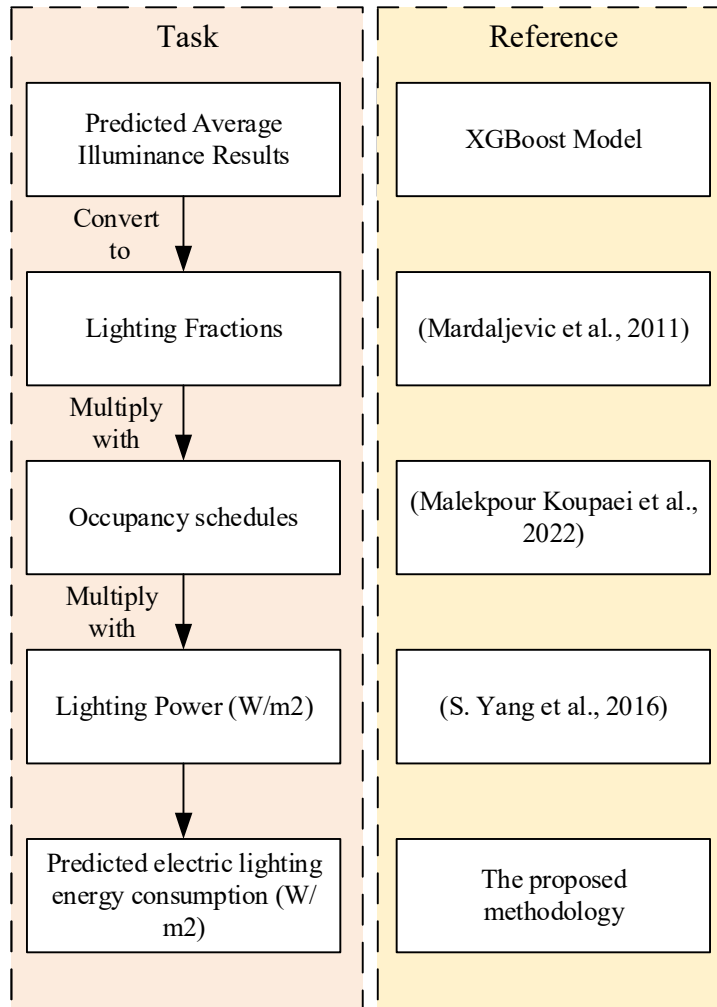 Task
Reference
Predicted Average
Illuminance Results
XGBoost Model
Convert
to
Lighting Fractions
(Mardaljevic et al., 2011)
Multiply
with
Occupancy schedules
(Malekpour Koupaei et al.,
2022)
Multiply
with
Lighting Power (W/m2)
(S. Yang et al., 2016)
Predicted electric lighting
energy consumption (W/
m2)
The proposed
methodology